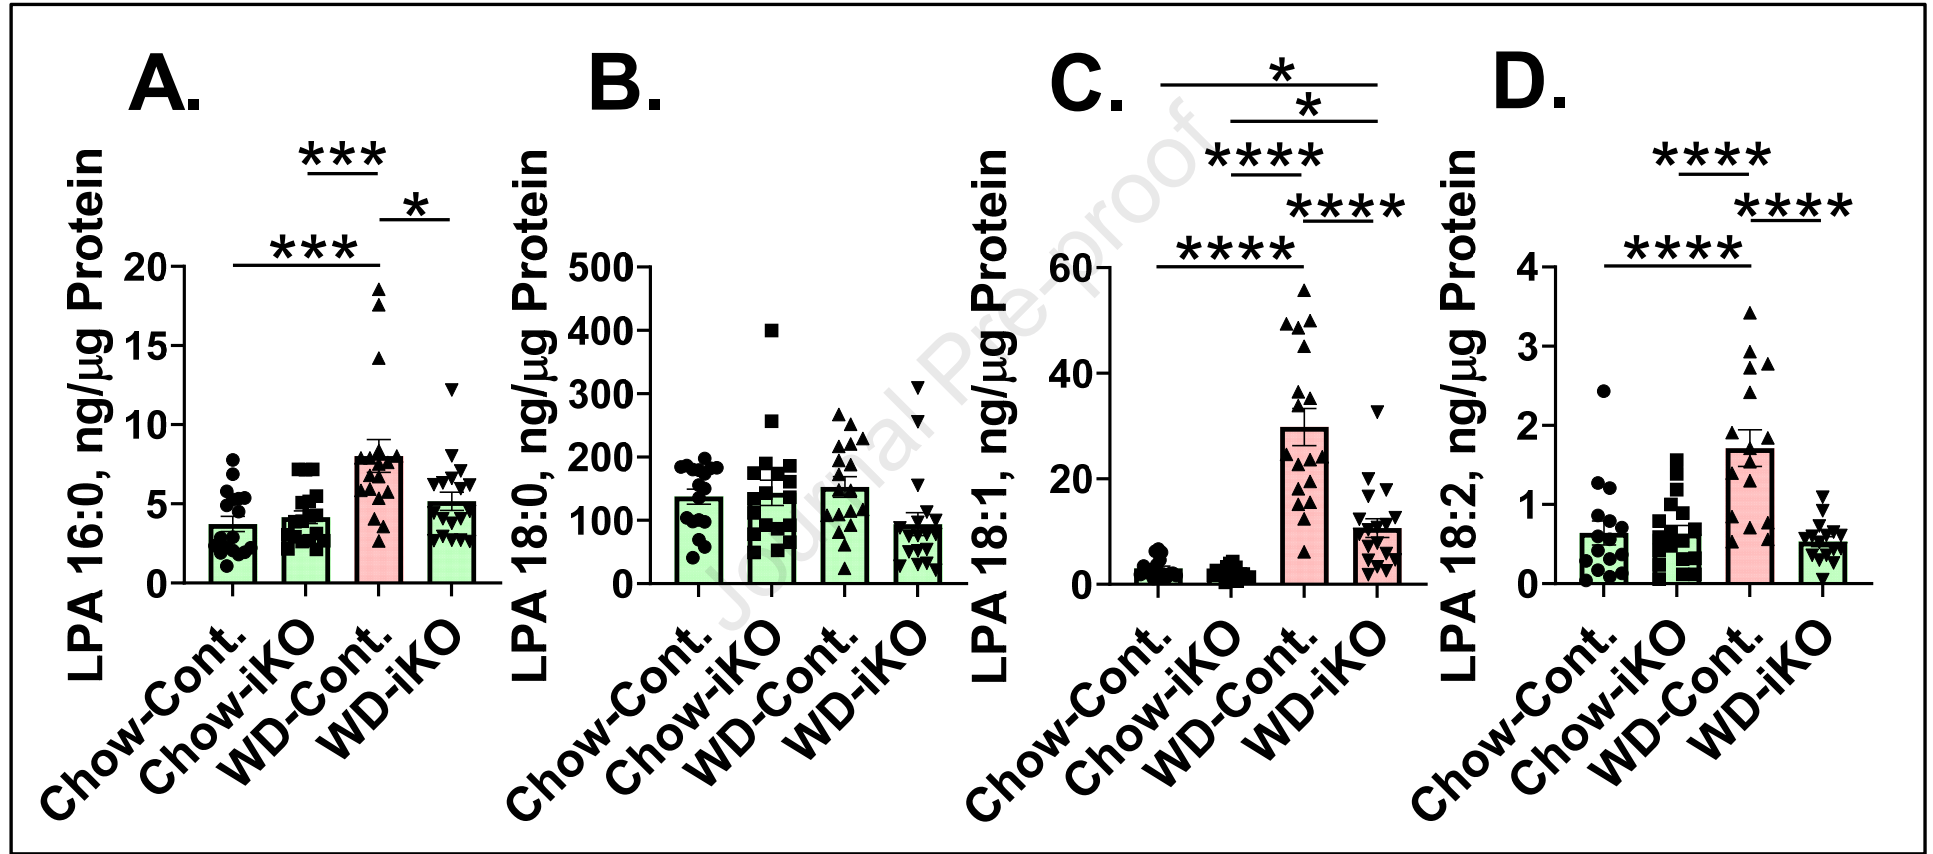 A.
LPA 16:0, ng/µg Protein
***
*
***
20
15
10
5
0
Chow-Cont.
Chow-iKO
WD-Cont.
WD-iKO
B.
LPA 18:0, ng/µg Protein
500
400
300
200
100
0
Chow-Cont.
Chow-iKO
WD-Cont.
WD-iKO
C.
LPA 18:1, ng/µg Protein
*
*
****
****
****
60
40
20
0
Chow-Cont.
Chow-iKO
WD-Cont.
WD-iKO
D.
LPA 18:2, ng/µg Protein
****
****
****
4
3
2
1
0
Chow-Cont.
Chow-iKO
WD-Cont.
WD-iKO
Journal Pre-proof